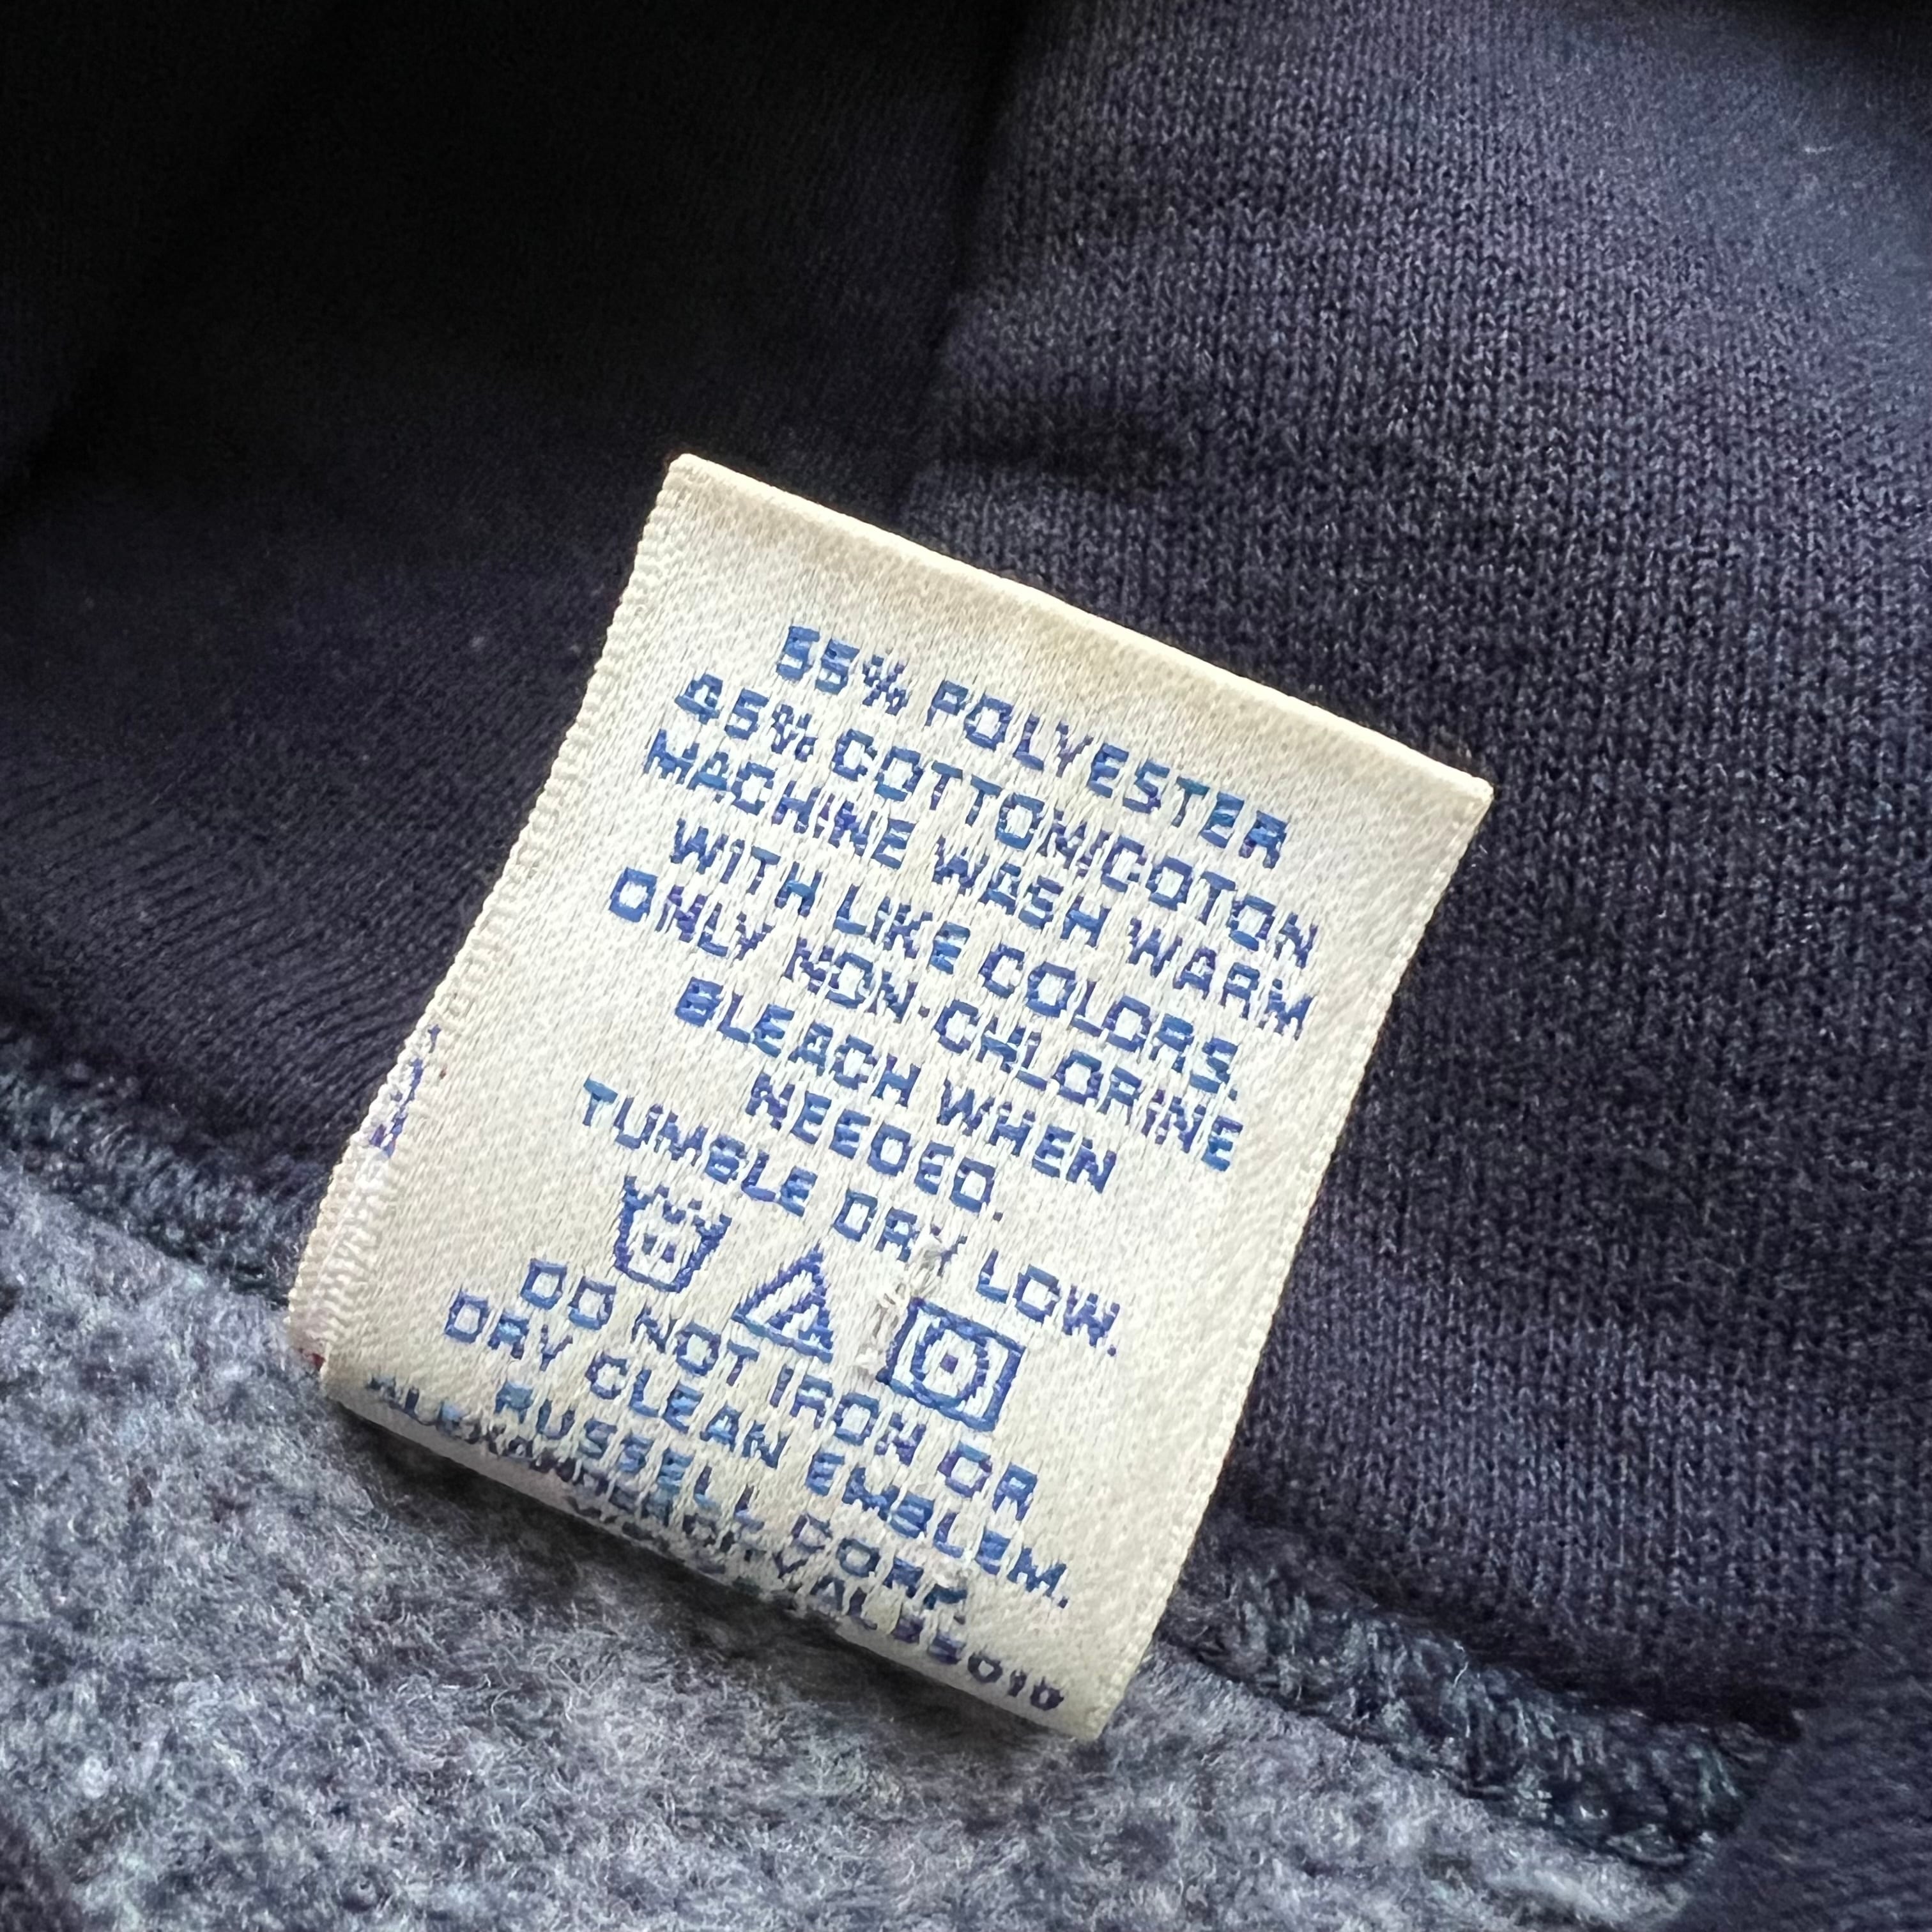 55% POLYESTER
45% COTTON/COTON
MACHINE WASH WARM
WITH LIKE COLORS.
ONLY NON-CHLORINE
BLEACH WHEN
NEEDED.
TUMBLE DRY LOW.
DO NOT IRON OR
DRY CLEAN EMBLEM.
RUSSELL CORP.